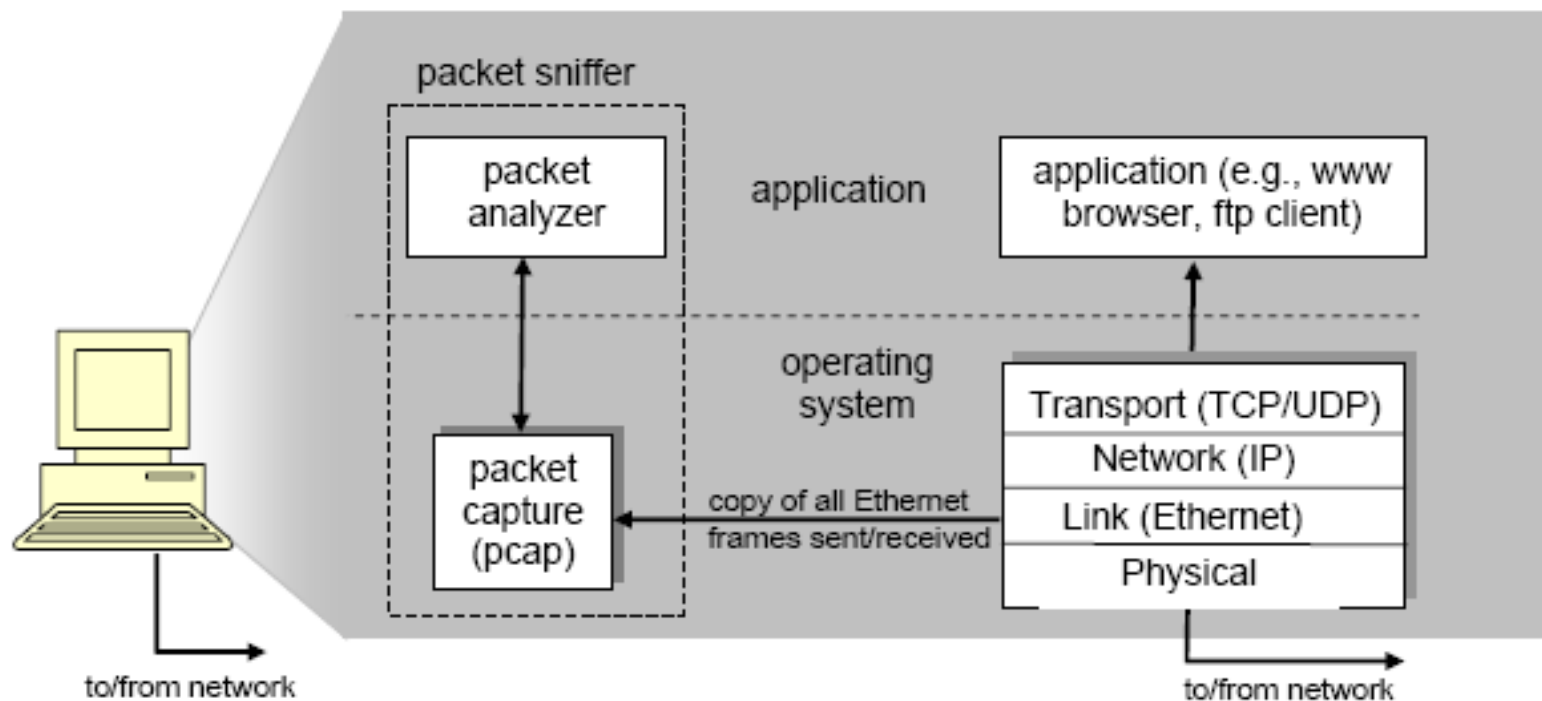 packet sniffer
packet
analyzer
application
application (e.g., www
browser, ftp client)
operating
system
packet
capture
(pcap)
copy of all Ethernet
frames sent/received
Transport (TCP/UDP)
Network (IP)
Link (Ethernet)
Physical
to/from network
to/from network